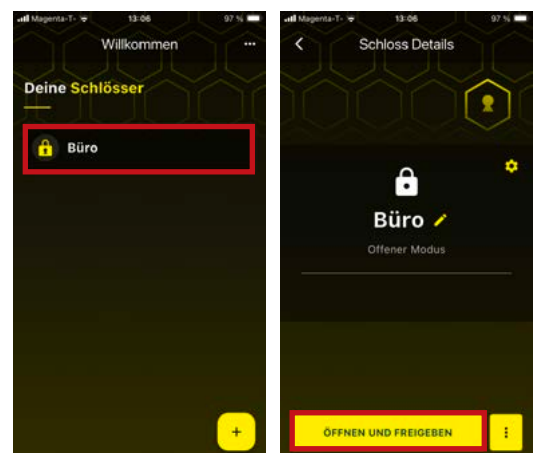 Magenta-T- 13:06 97 %
Willkommen
Deine Schlösser
Büro
+
Magenta-T- 13:06 97 %
Schloss Details
Büro
Offener Modus
ÖFFNEN UND FREIGEBEN